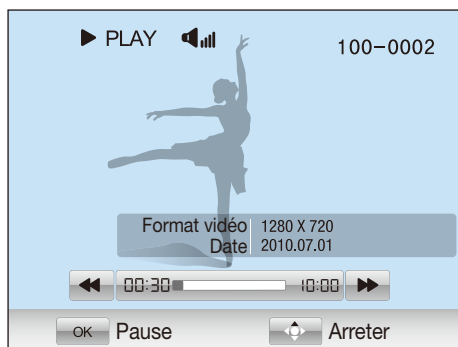 PLAY
100-0002
Format vidéo 1280 X 720
Date 2010.07.01
00:30 10:00
OK Pause Arreter